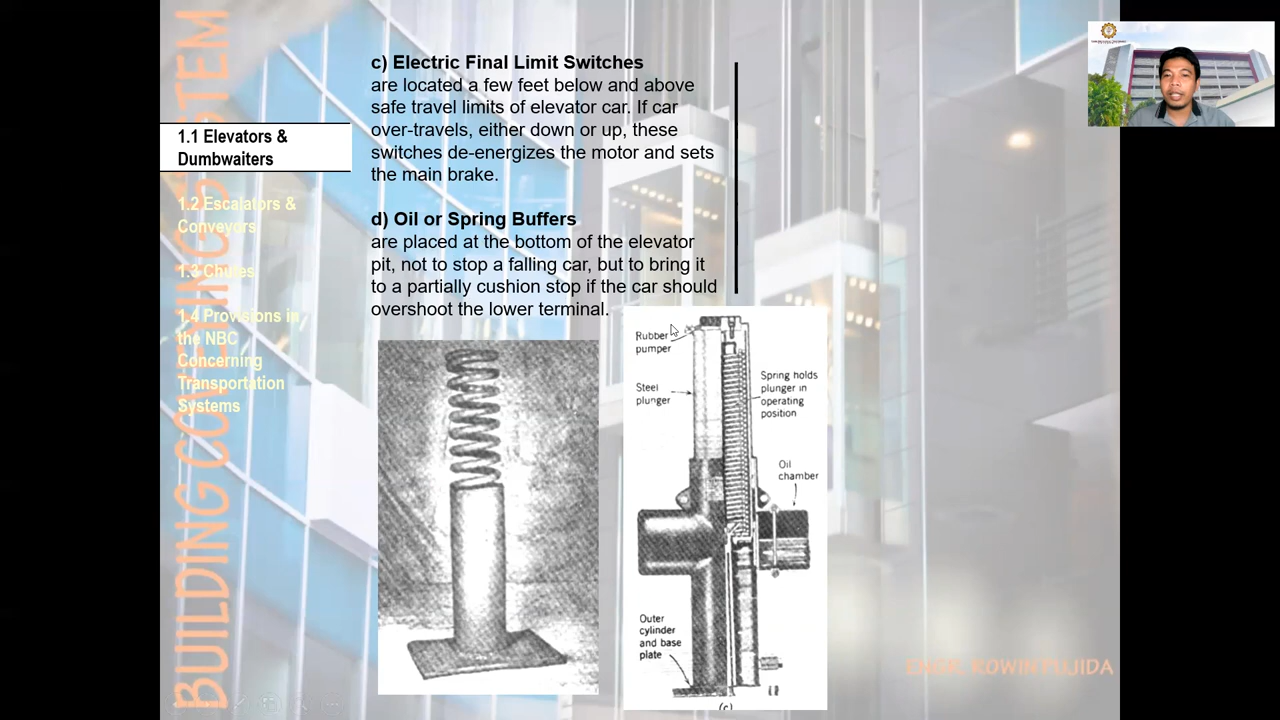 BUILDING CONVEYING SYSTEM
1.1 Elevators &
Dumbwaiters
1.2 Escalators &
Conveyors
1.3 Chutes
1.4 Provisions in
the NBC
Concerning
Transportation
Systems
c) Electric Final Limit Switches
are located a few feet below and above
safe travel limits of elevator car. If car
over-travels, either down or up, these
switches de-energizes the motor and sets
the main brake.
d) Oil or Spring Buffers
are placed at the bottom of the elevator
pit, not to stop a falling car, but to bring it
to a partially cushion stop if the car should
overshoot the lower terminal.
Rubber
pumper
Steel
plunger
Spring holds
plunger in
operating
position
Oil
chamber
Outer
cylinder
and base
plate
(c)
ENGR. ROWIN FUJIDA